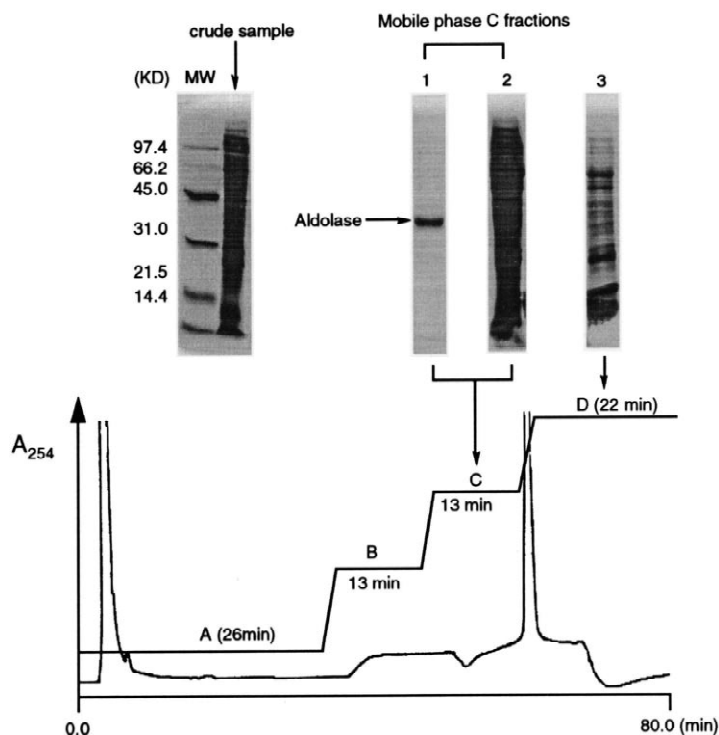 crude sample
Mobile phase C fractions
(KD) MW
1 2 3
97.4
66.2
45.0
31.0
21.5
14.4
Aldolase
A254
A (26min)
B
13 min
C
13 min
D (22 min)
0.0
80.0 (min)